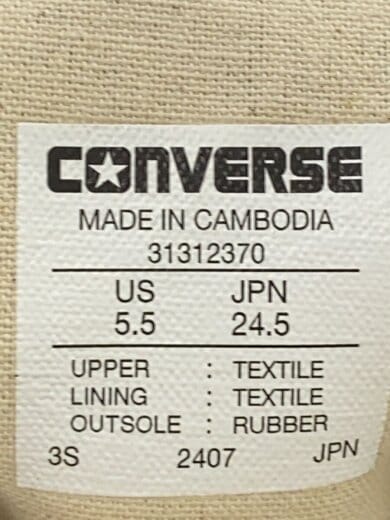 CONVERSE
MADE IN CAMBODIA
31312370
US JPN
5.5 24.5
UPPER : TEXTILE
LINING : TEXTILE
OUTSOLE : RUBBER
3S 2407 JPN